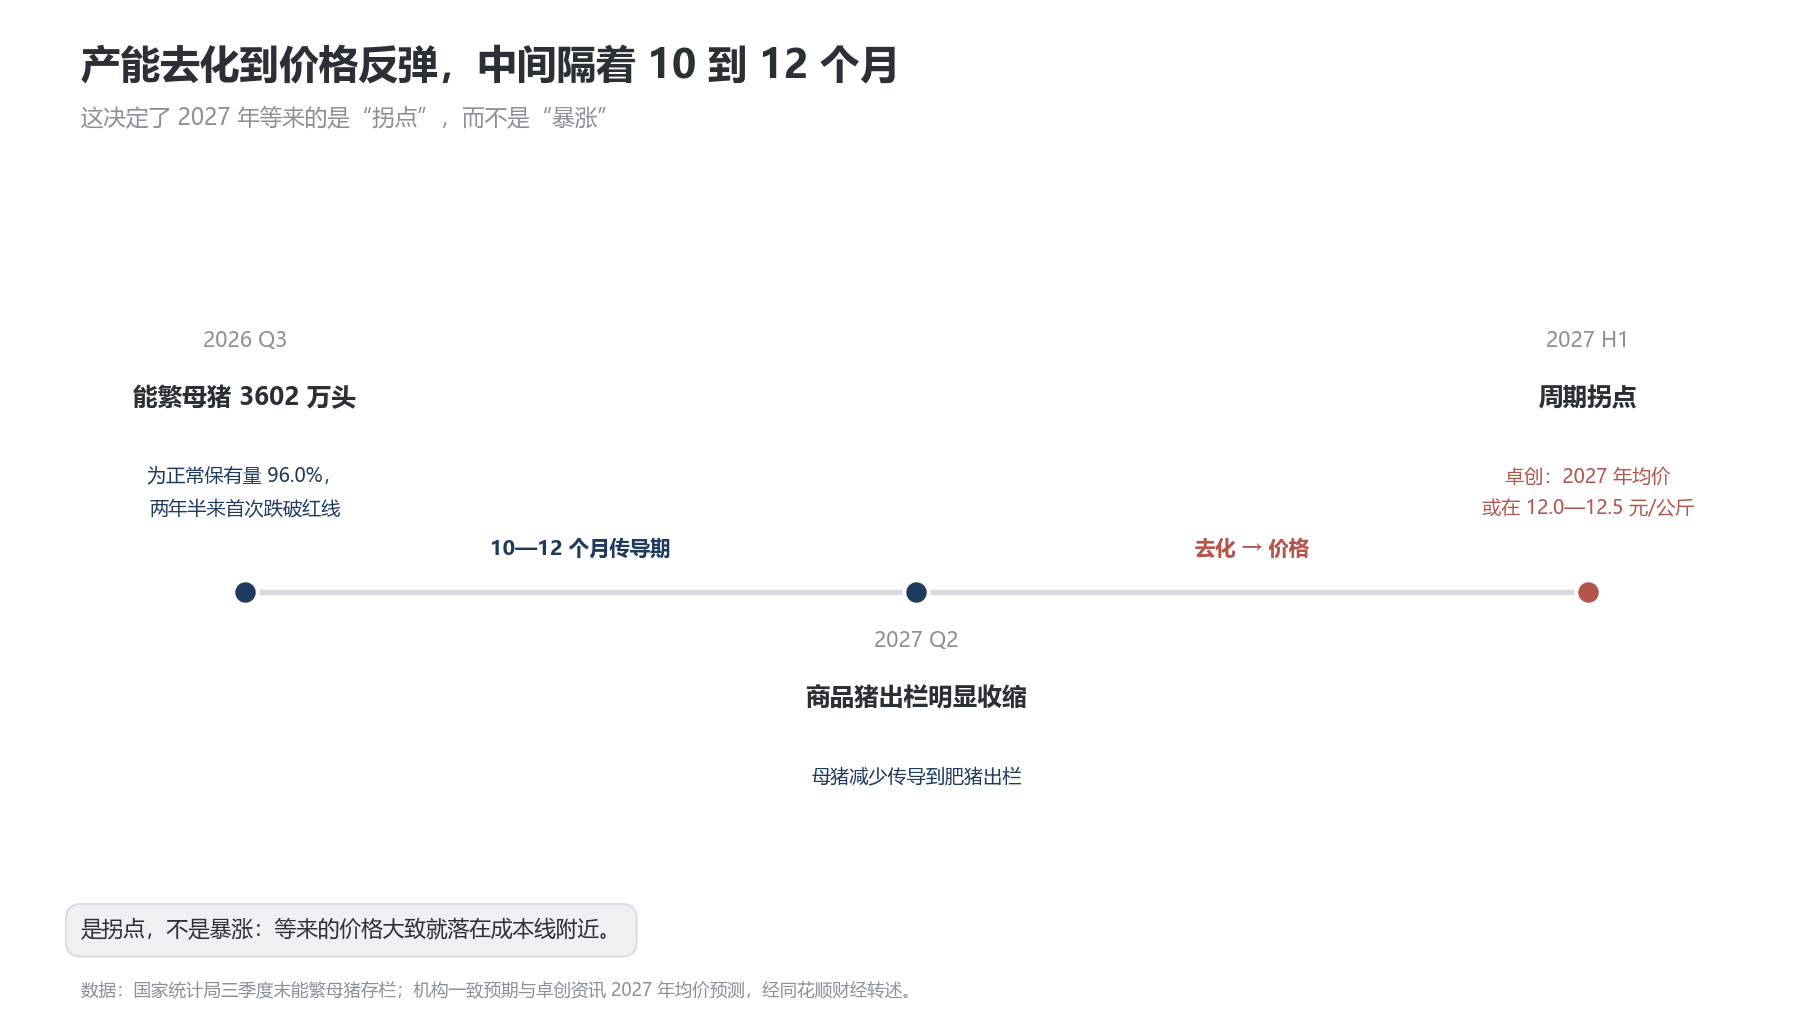 产能去化到价格反弹，中间隔着 10 到 12 个月
这决定了 2027 年等来的是“拐点”，而不是“暴涨”
2026 Q3
能繁母猪 3602 万头
为正常保有量 96.0%，
两年半来首次跌破红线
10—12 个月传导期
2027 Q2
商品猪出栏明显收缩
母猪减少传导到肥猪出栏
去化 → 价格
2027 H1
周期拐点
卓创：2027 年均价
或在 12.0—12.5 元/公斤
是拐点，不是暴涨：等来的价格大致就落在成本线附近。
数据：国家统计局三季度末能繁母猪存栏；机构一致预期与卓创资讯 2027 年均价预测，经同花顺财经转述。